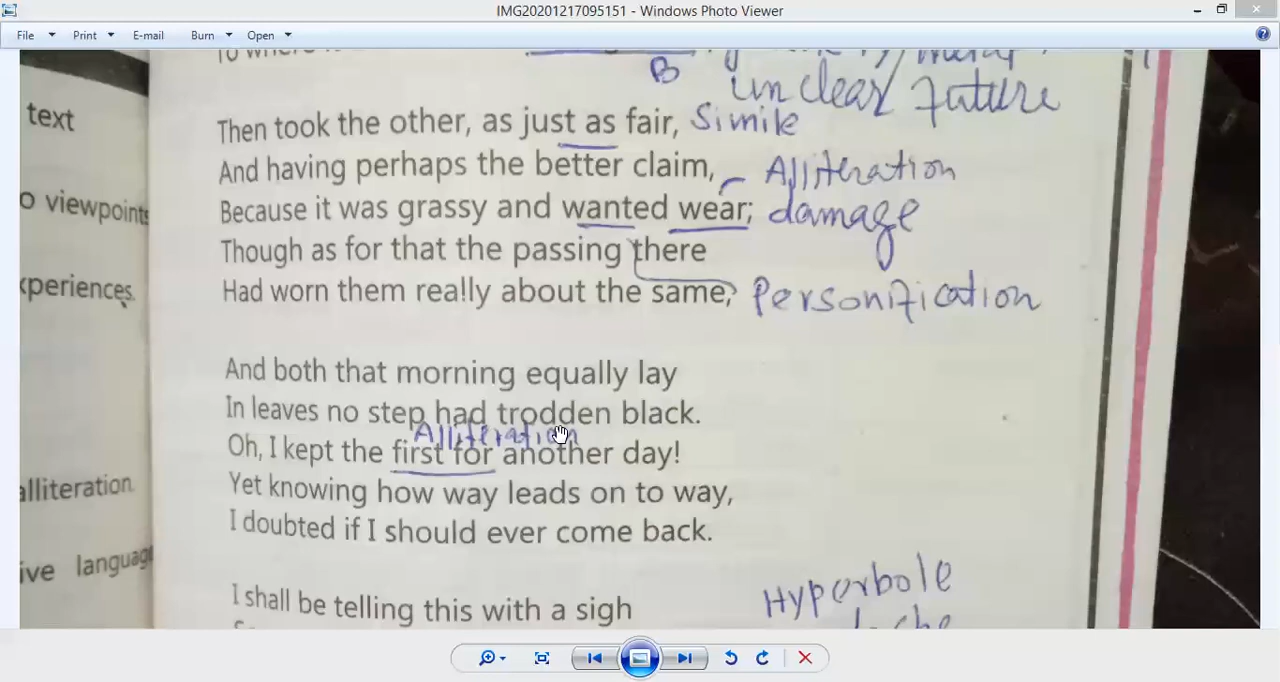 IMG20201217095151 - Windows Photo Viewer
File Print E-mail Burn Open
B
unclear/ Future
text
Then took the other, as just as fair, Simile
And having perhaps the better claim, Alliteration
o viewpoints
Because it was grassy and wanted wear; damage
Though as for that the passing there
xperiences.
Had worn them really about the same, Personification
And both that morning equally lay
In leaves no step had trodden black.
Alliteration
Oh, I kept the first for another day!
alliteration
Yet knowing how way leads on to way,
I doubted if I should ever come back.
ive language
Hyperbole
I shall be telling this with a sigh